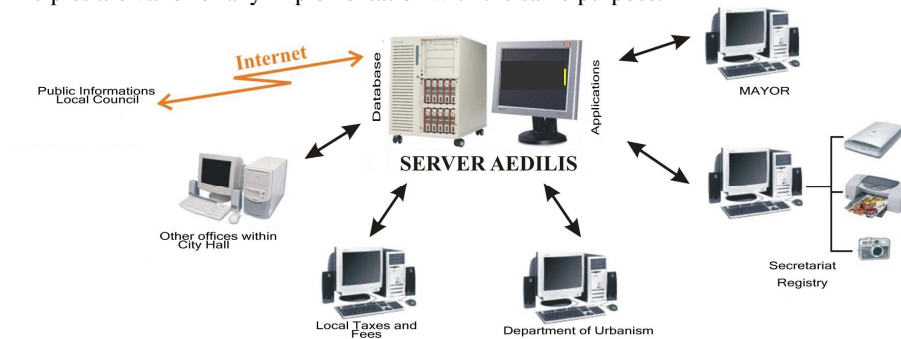 Internet
Public Informations
Local Council
Database
Applications
MAYOR
SERVER AEDILIS
Other offices within
City Hall
Secretariat
Registry
Local Taxes and
Fees
Department of Urbanism